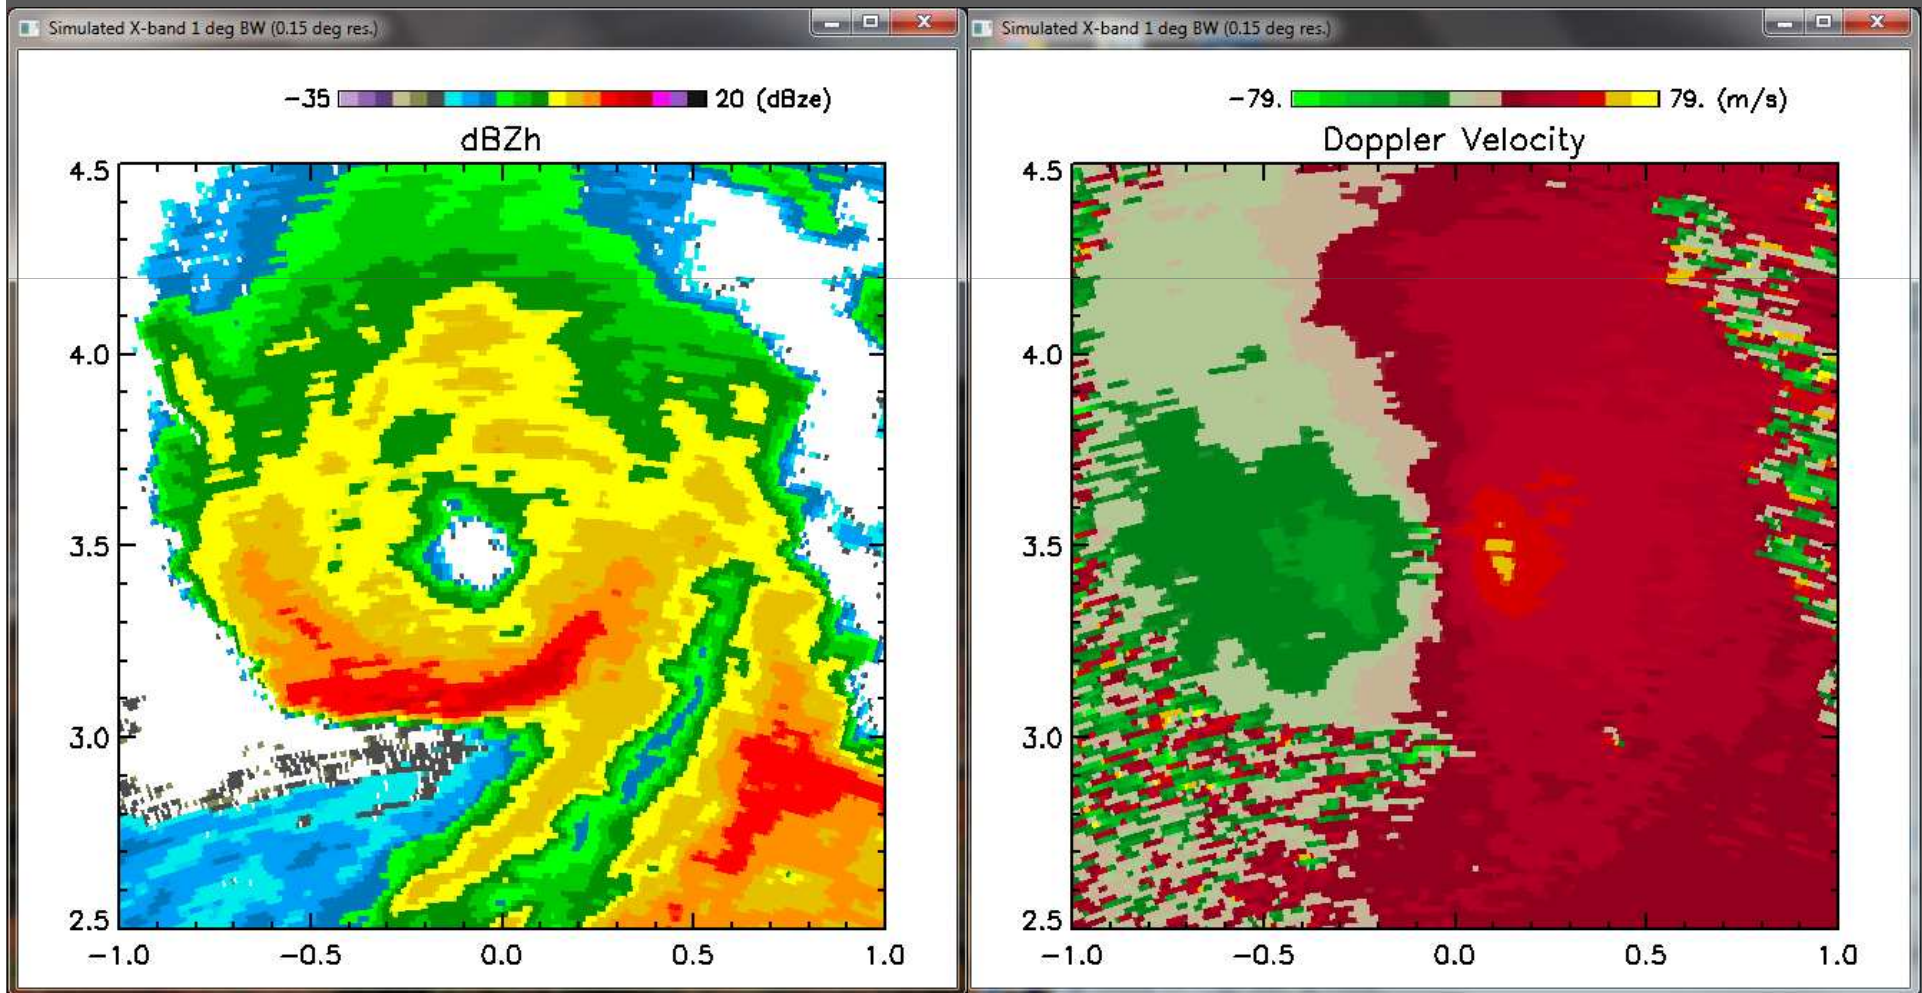 Simulated X-band 1 deg BW (0.15 deg res.)
-35 20 (dBze)
dBZh
4.5
4.0
3.5
3.0
2.5
-1.0 -0.5 0.0 0.5 1.0
Simulated X-band 1 deg BW (0.15 deg res.)
-79. 79. (m/s)
Doppler Velocity
4.5
4.0
3.5
3.0
2.5
-1.0 -0.5 0.0 0.5 1.0